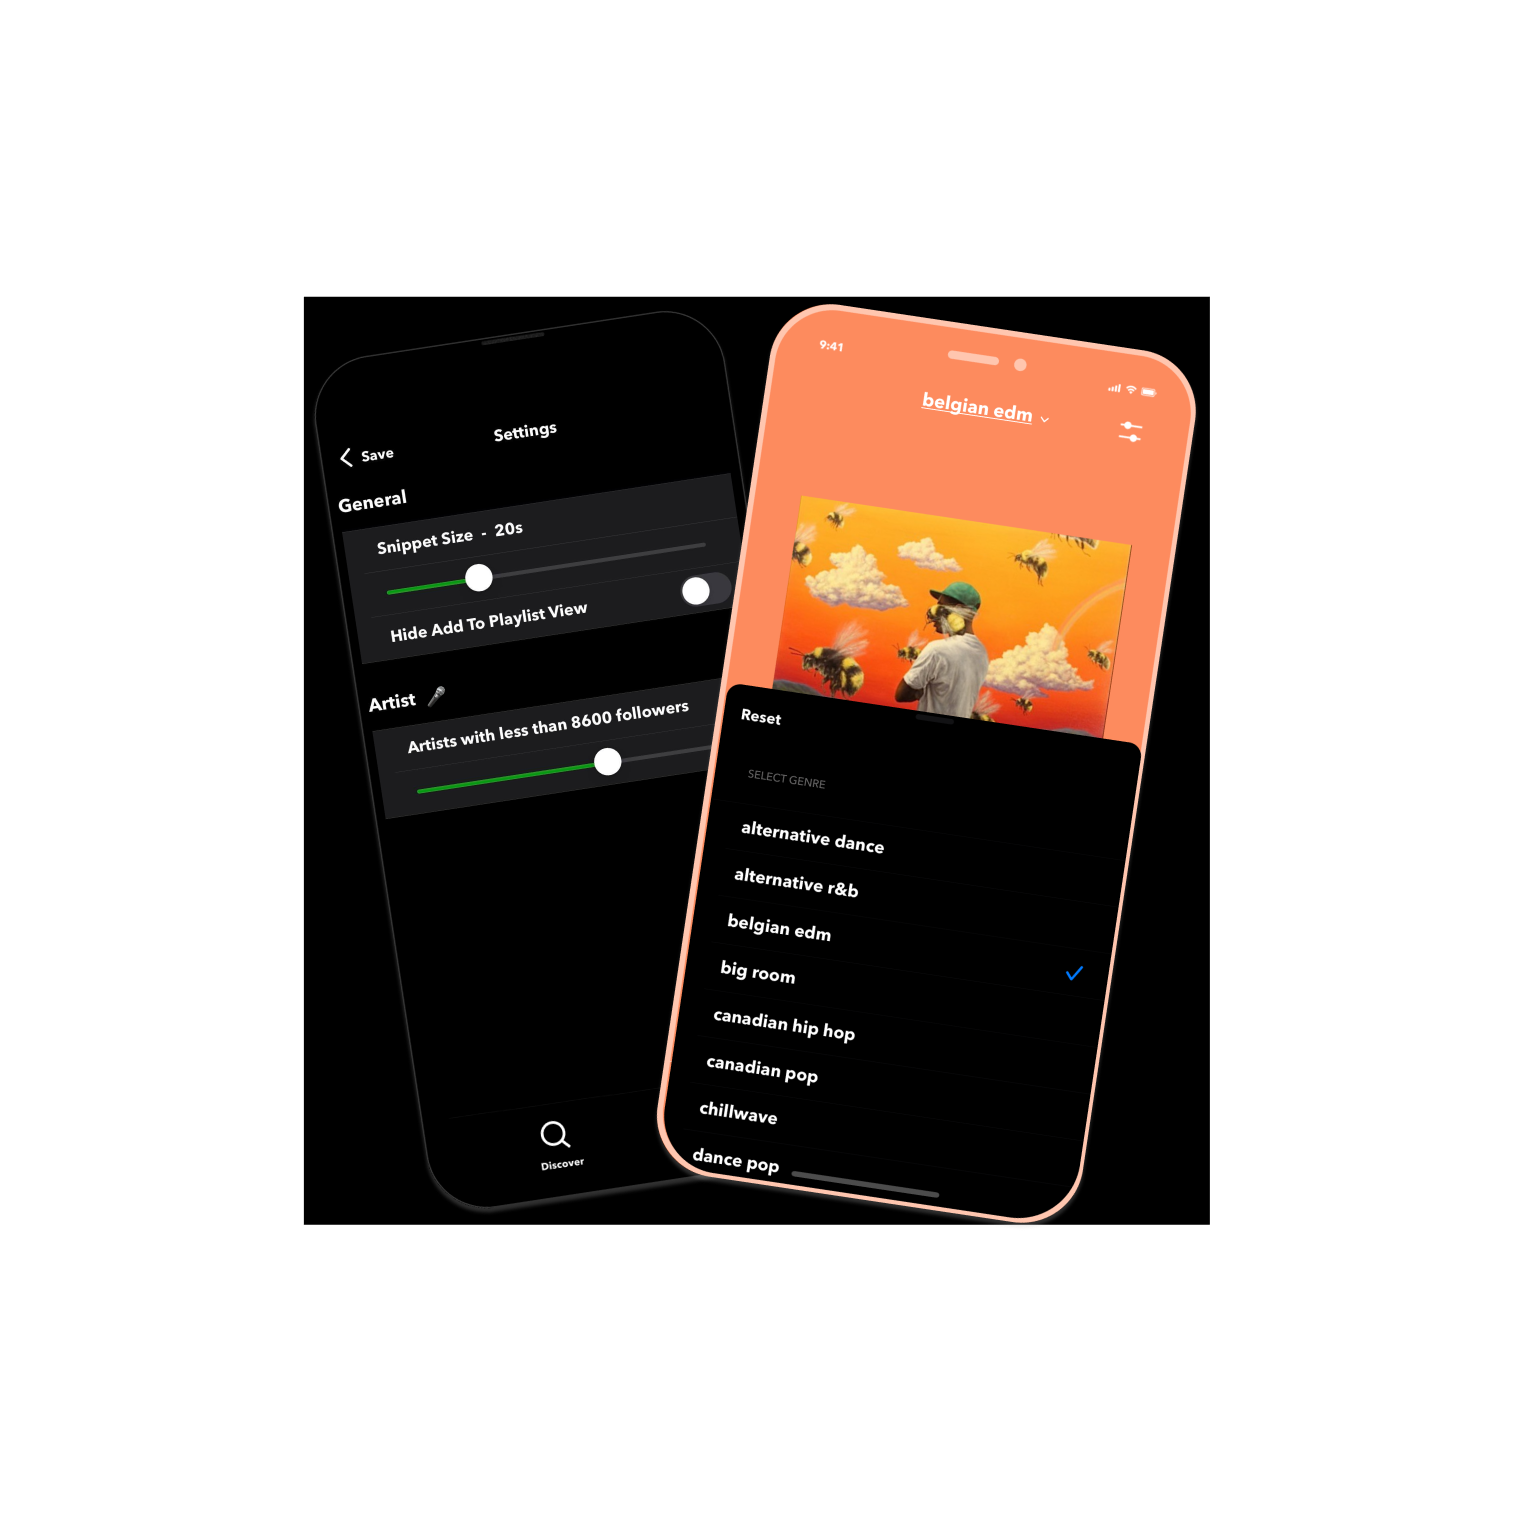 Settings
Save
General
Snippet Size - 20s
Hide Add To Playlist View
Artist 🎤
Artists with less than 8600 followers
Discover
9:41
belgian edm
Reset
SELECT GENRE
alternative dance
alternative r&b
belgian edm
big room
canadian hip hop
canadian pop
chillwave
dance pop